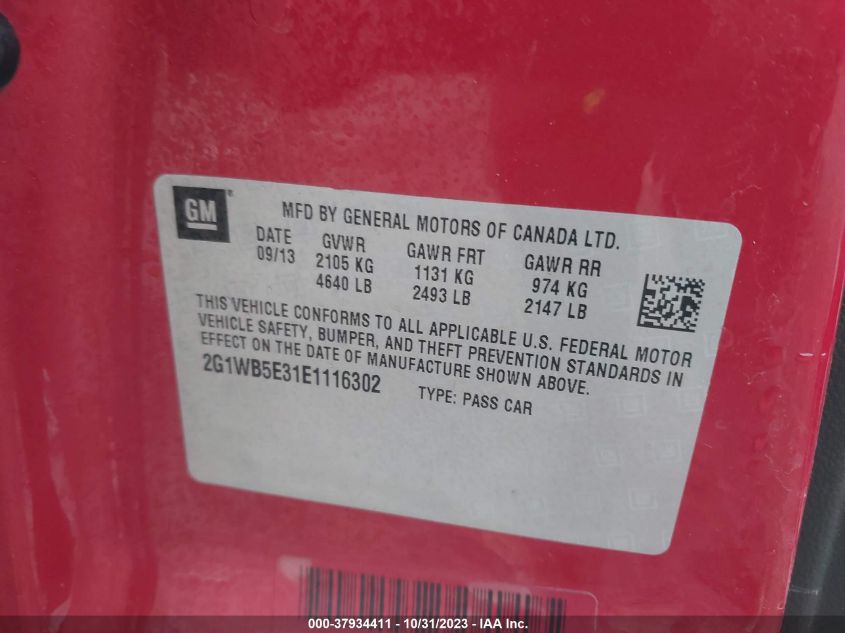 GM ®
MFD BY GENERAL MOTORS OF CANADA LTD.
DATE GVWR GAWR FRT GAWR RR
09/13 2105 KG 1131 KG 974 KG
4640 LB 2493 LB 2147 LB
THIS VEHICLE CONFORMS TO ALL APPLICABLE U.S. FEDERAL MOTOR
VEHICLE SAFETY, BUMPER, AND THEFT PREVENTION STANDARDS IN
EFFECT ON THE DATE OF MANUFACTURE SHOWN ABOVE.
2G1WB5E31E1116302 TYPE: PASS CAR
000-37934411 - 10/31/2023 - IAA Inc.